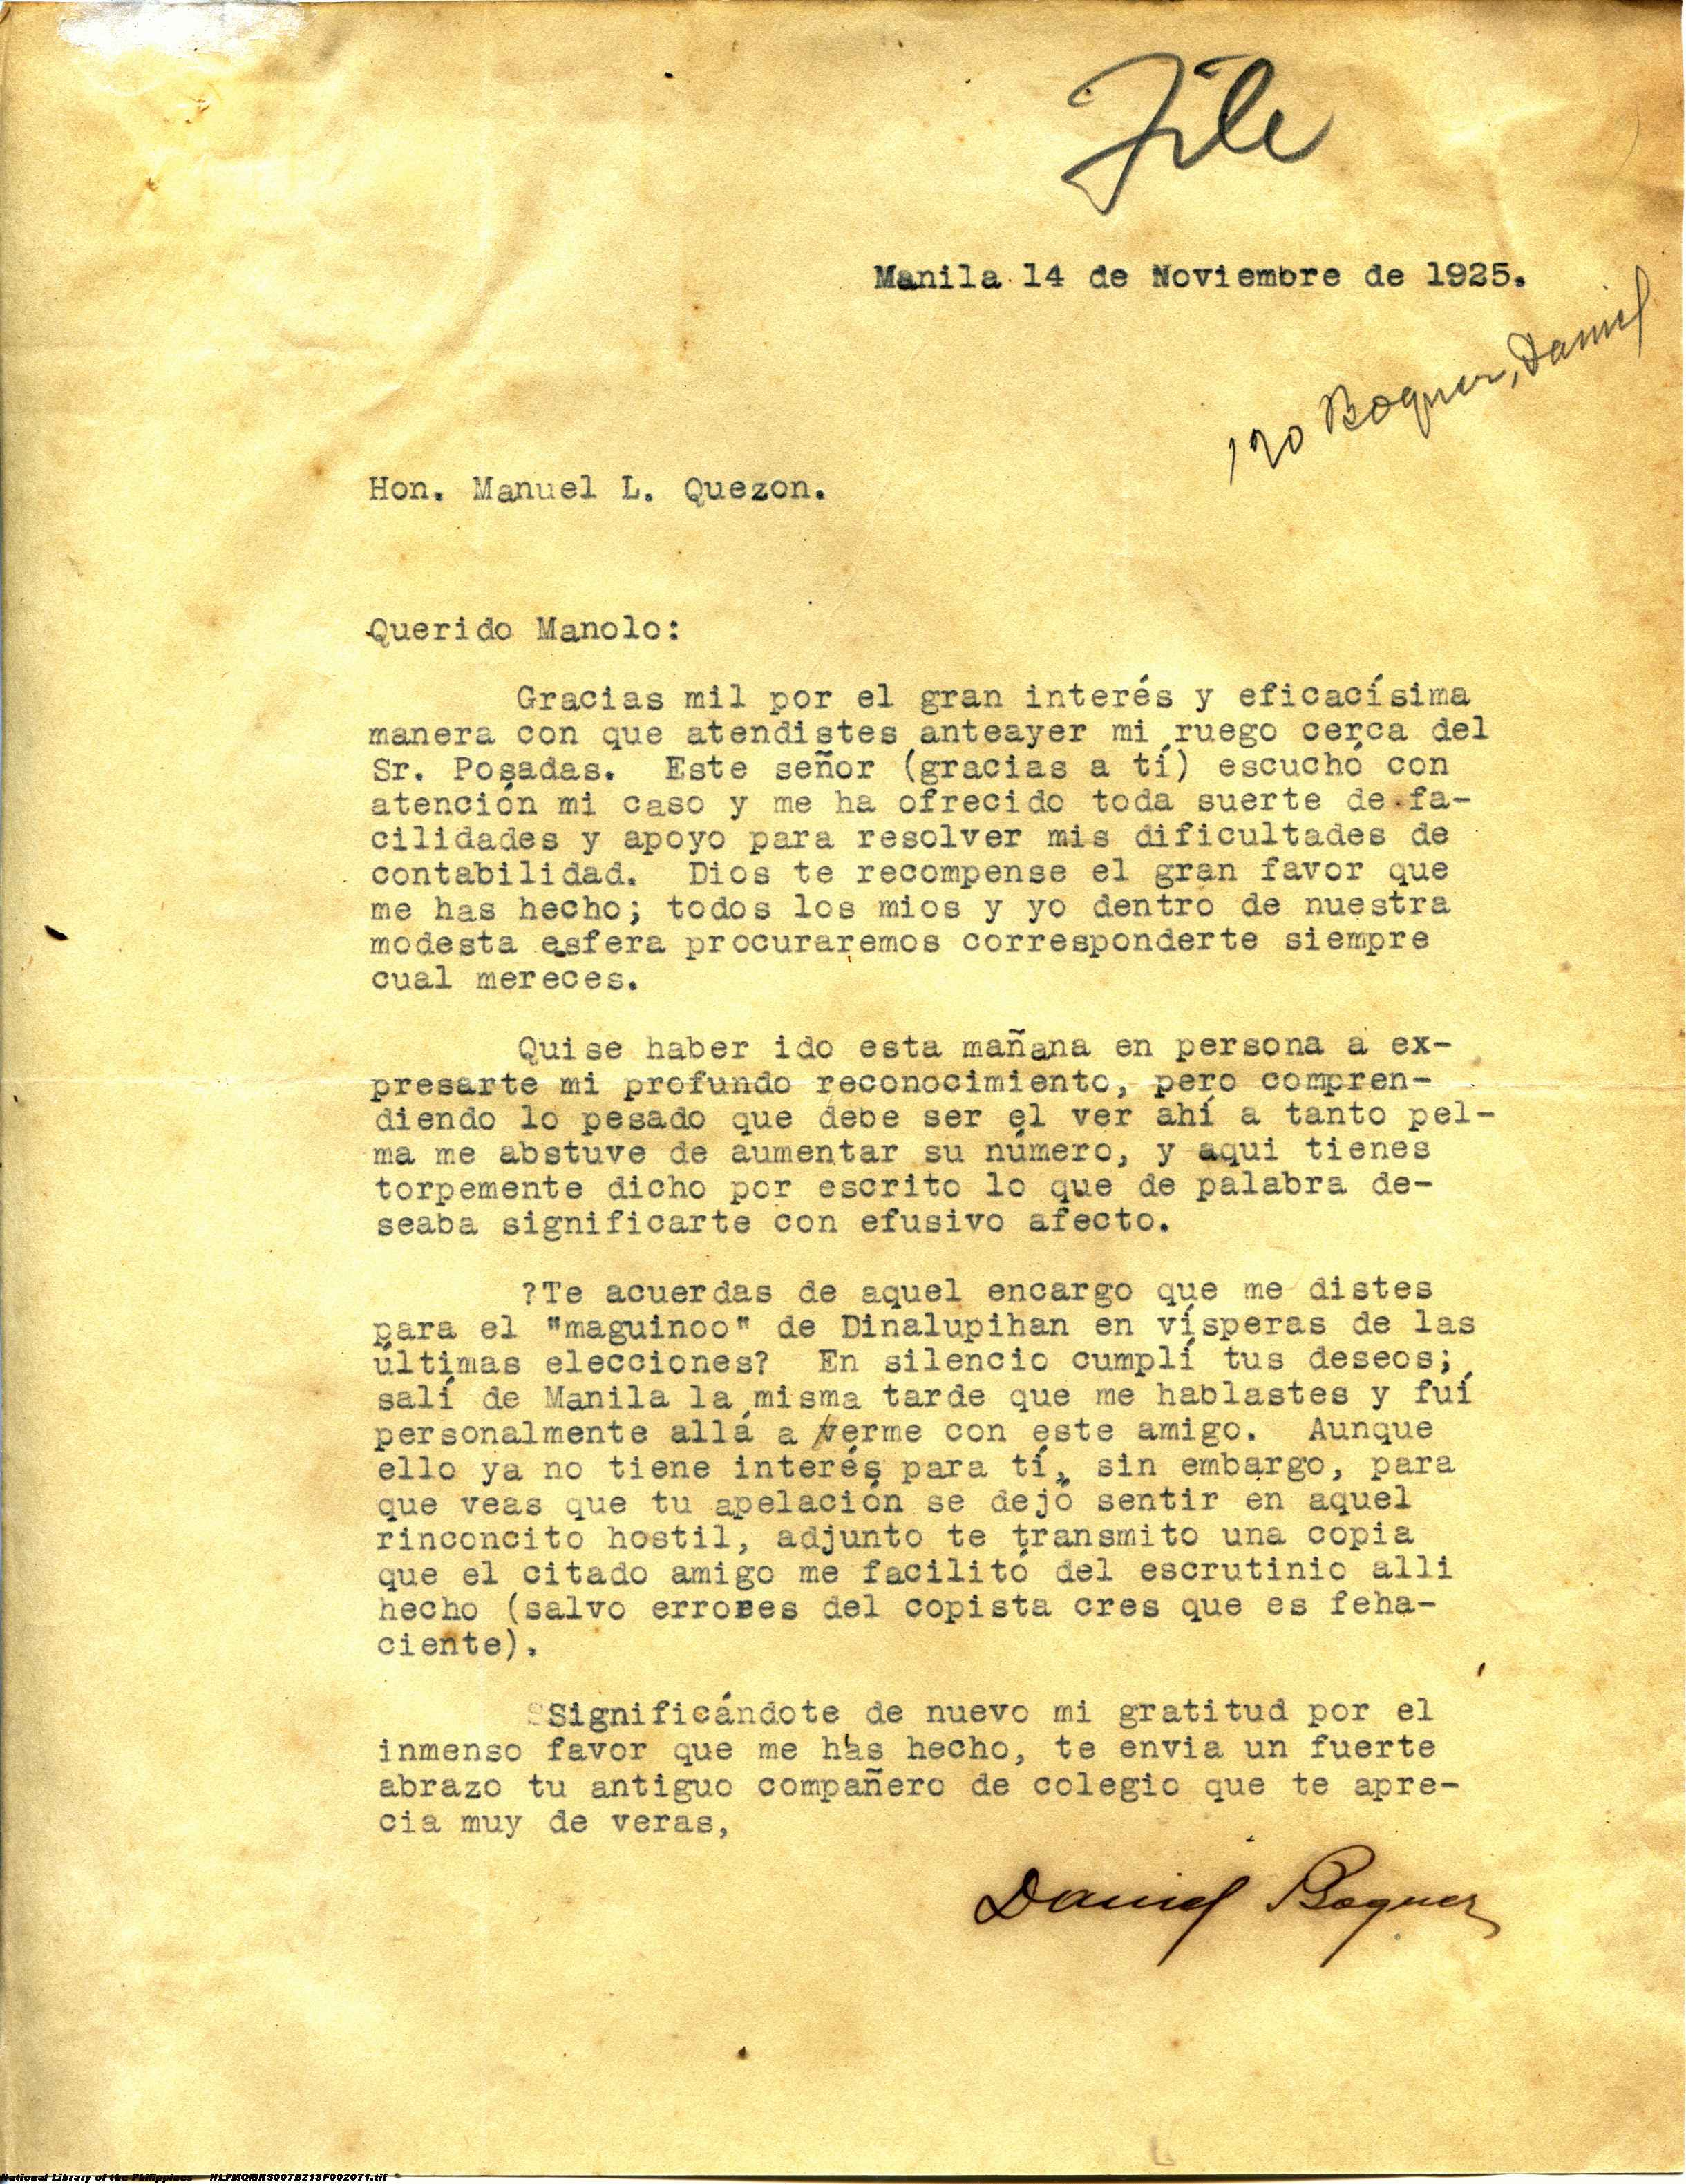 File
Manila 14 de Noviembre de 1925.
120 Boquer, Daniel
Hon. Manuel L. Quezon.
Querido Manolo:
Gracias mil por el gran interés y eficacísima
manera con que atendistes anteayer mi ruego cerca del
Sr. Posadas. Este señor (gracias a tí) escuchó con
atención mi caso y me ha ofrecido toda suerte de fa-
cilidades y apoyo para resolver mis dificultades de
contabilidad. Dios te recompense el gran favor que
me has hecho; todos los mios y yo dentro de nuestra
modesta esfera procuraremos corresponderte siempre
cual mereces.
Quise haber ido esta mañana en persona a ex-
presarte mi profundo reconocimiento, pero compren-
diendo lo pesado que debe ser el ver ahí a tanto pel-
ma me abstuve de aumentar su número, y aqui tienes
torpemente dicho por escrito lo que de palabra de-
seaba significarte con efusivo afecto.
?Te acuerdas de aquel encargo que me distes
para el "maguinoo" de Dinalupihan en vísperas de las
últimas elecciones? En silencio cumplí tus deseos;
salí de Manila la misma tarde que me hablastes y fuí
personalmente allá a verme con este amigo. Aunque
ello ya no tiene interés para tí, sin embargo, para
que veas que tu apelación se dejó sentir en aquel
rinconcito hostil, adjunto te transmito una copia
que el citado amigo me facilitó del escrutinio alli
hecho (salvo errores del copista cres que es feha-
ciente).
Significándote de nuevo mi gratitud por el
inmenso favor que me has hecho, te envia un fuerte
abrazo tu antiguo compañero de colegio que te apre-
cia muy de veras,
Daniel Boquer
National Library of the Philippines NLPMQMNS007B213F002071.tif